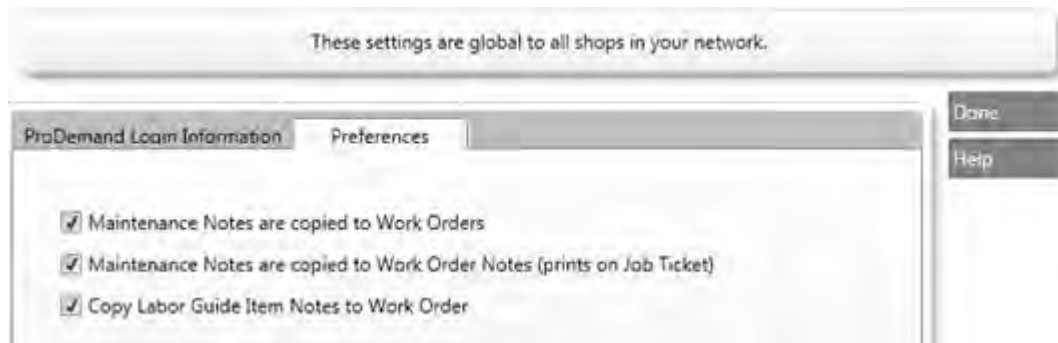 These settings are global to all shops in your network.
Done
ProDemand Login Information
Preferences
Help
Maintenance Notes are copied to Work Orders
Maintenance Notes are copied to Work Order Notes (prints on Job Ticket)
Copy Labor Guide Item Notes to Work Order